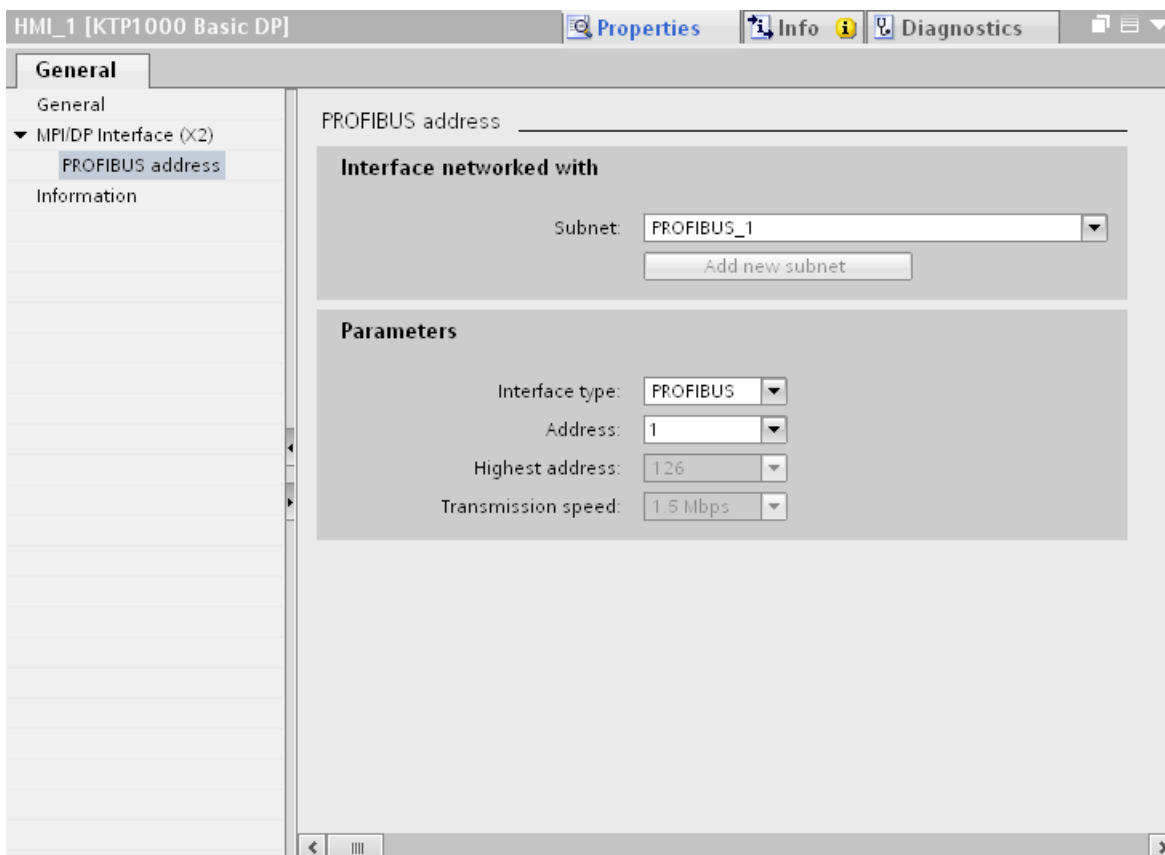 HMI_1 [KTP1000 Basic DP]
Properties
Info
Diagnostics
General
General
MPI/DP Interface (X2)
PROFIBUS address
Information
PROFIBUS address
Interface networked with
Subnet: PROFIBUS_1
Add new subnet
Parameters
Interface type: PROFIBUS
Address: 1
Highest address: 126
Transmission speed: 1.5 Mbps